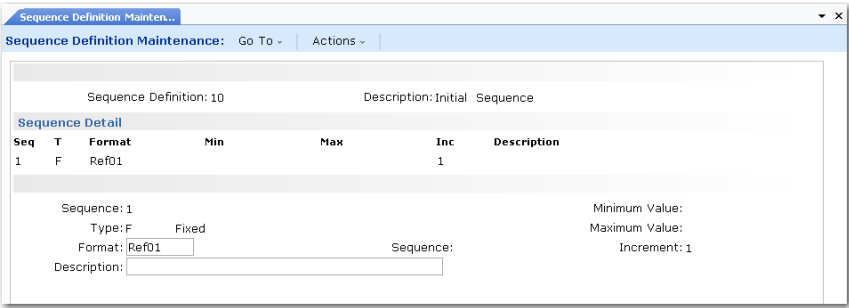 Sequence Definition Mainten...
Sequence Definition Maintenance: Go To Actions
Sequence Definition: 10 Description: Initial Sequence
Sequence Detail
Seq T Format Min Max Inc Description
1 F Ref01 1
Sequence: 1 Minimum Value:
Type: F Fixed Maximum Value:
Format: Ref01 Sequence: Increment: 1
Description: